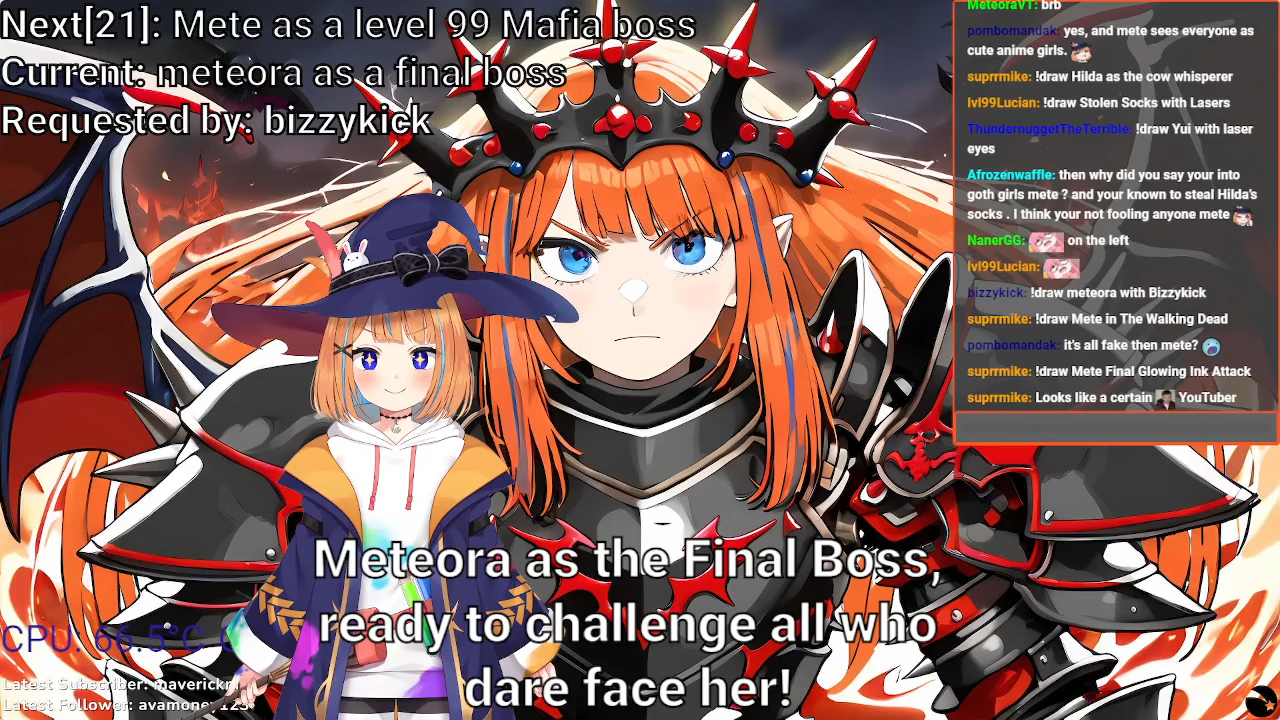 Next[21]: Mete as a level 99 Mafia boss
Current: meteora as a final boss
Requested by: bizzykick
MeteoraVT: brb
pombomandak: yes, and mete sees everyone as
cute anime girls.
suprrmike: !draw Hilda as the cow whisperer
lvl99Lucian: !draw Stolen Socks with Lasers
ThundernuggetTheTerrible: !draw Yui with laser
eyes
Afrozenwaffle: then why did you say your into
goth girls mete ? and your known to steal Hilda's
socks . I think your not fooling anyone mete
NanerGG: on the left
lvl99Lucian:
bizzykick: !draw meteora with Bizzykick
suprrmike: !draw Mete in The Walking Dead
pombomandak: it's all fake then mete?
suprrmike: !draw Mete Final Glowing Ink Attack
suprrmike: Looks like a certain YouTuber
Meteora as the Final Boss,
ready to challenge all who
dare face her!
CPU: 66.5°C
Latest Subscriber:
Latest Follower: